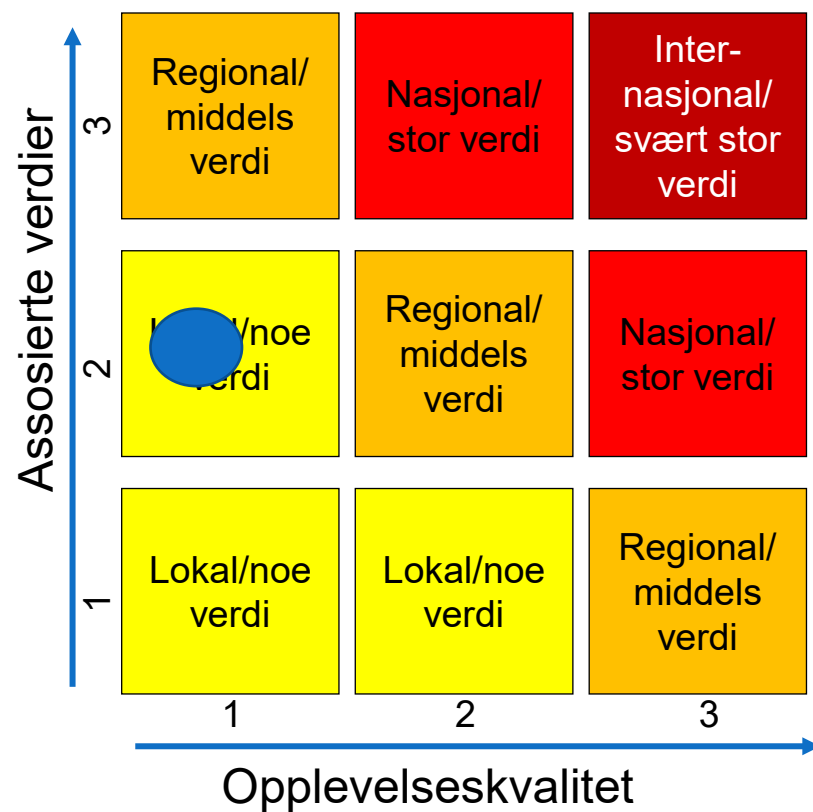 Assosierte verdier
3
Regional/
middels
verdi
Nasjonal/
stor verdi
Inter-
nasjonal/
svært stor
verdi
2
/noe
Regional/
middels
verdi
Nasjonal/
stor verdi
1
Lokal/noe
verdi
Lokal/noe
verdi
Regional/
middels
verdi
1
2
3
Opplevelseskvalitet